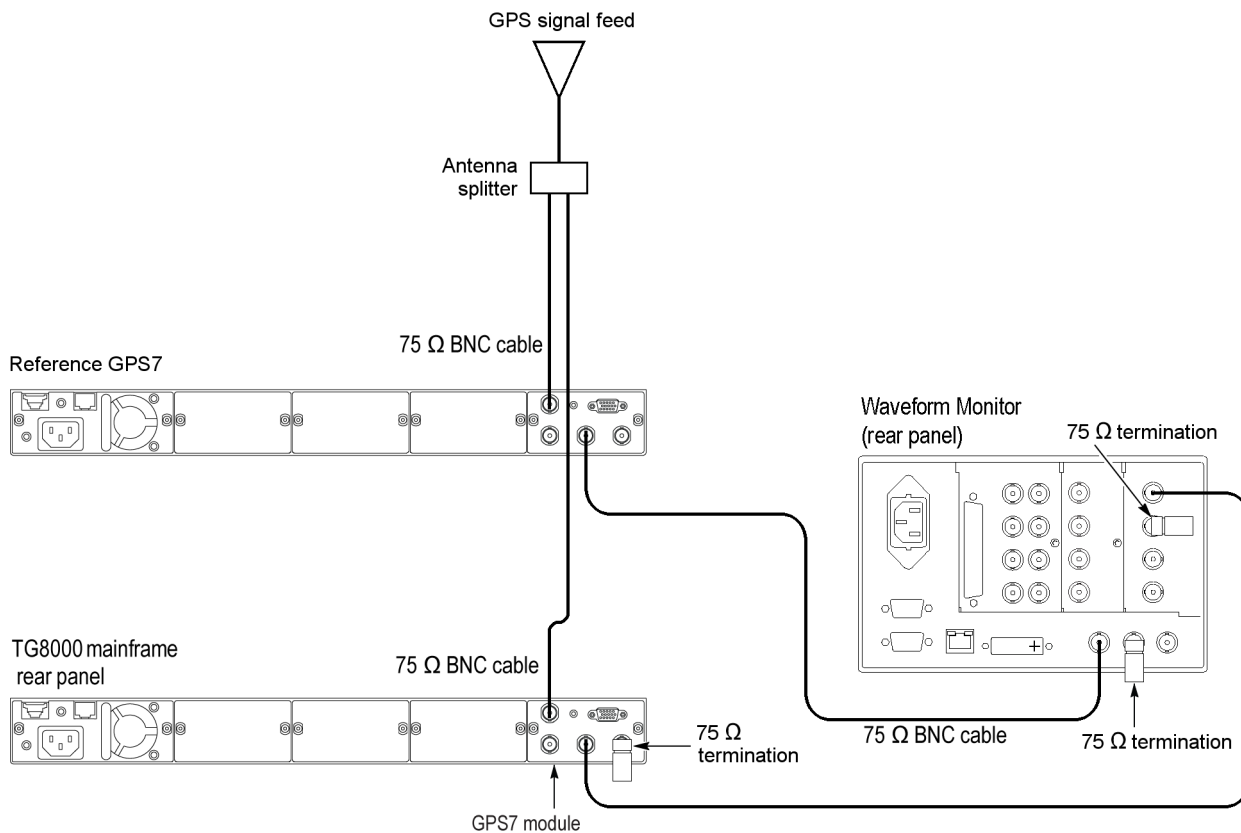 GPS signal feed
Antenna
splitter
75 Ω BNC cable
Reference GPS7
Waveform Monitor
(rear panel)
75 Ω termination
TG8000 mainframe
rear panel
75 Ω BNC cable
75 Ω
termination
75 Ω BNC cable
75 Ω termination
GPS7 module